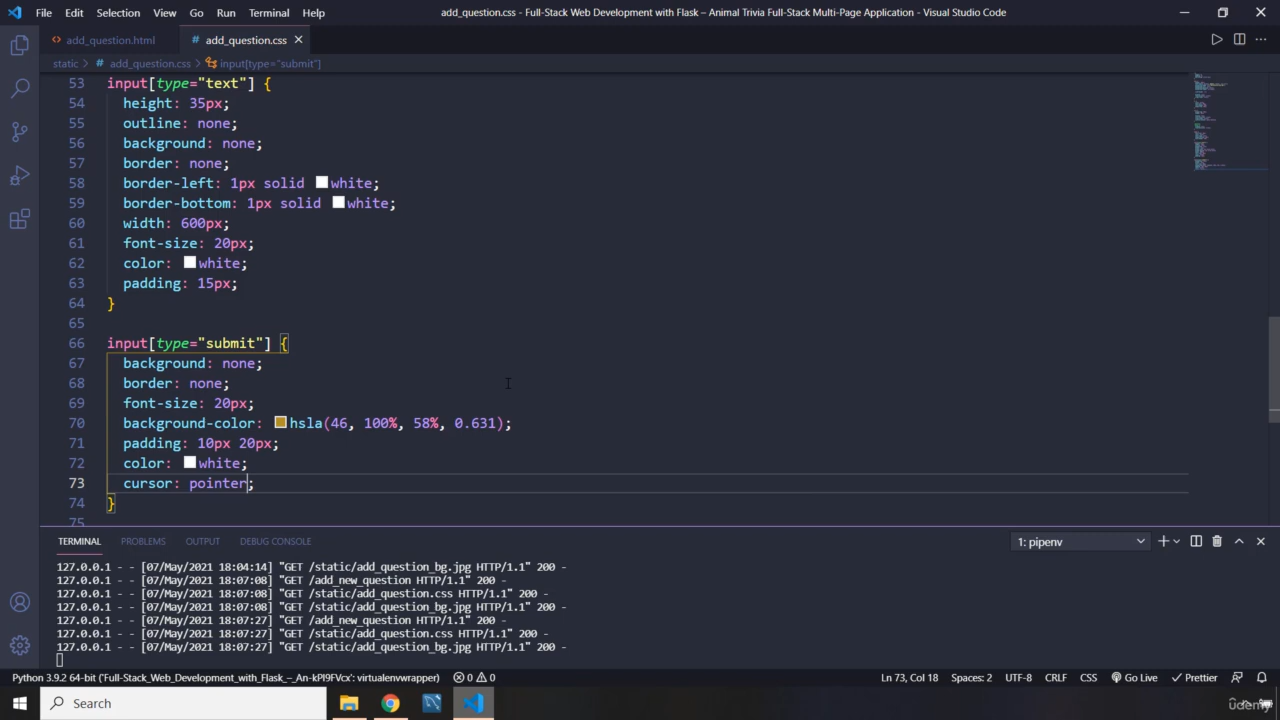 File Edit Selection View Go Run Terminal Help
add_question.css - Full-Stack Web Development with Flask – Animal Trivia Full-Stack Multi-Page Application - Visual Studio Code
add_question.html
# add_question.css
static > # add_question.css > input[type="submit"]
53 input[type="text"] {
54 height: 35px;
55 outline: none;
56 background: none;
57 border: none;
58 border-left: 1px solid white;
59 border-bottom: 1px solid white;
60 width: 600px;
61 font-size: 20px;
62 color: white;
63 padding: 15px;
64 }
65
66 input[type="submit"] {
67 background: none;
68 border: none;
69 font-size: 20px;
70 background-color: hsla(46, 100%, 58%, 0.631);
71 padding: 10px 20px;
72 color: white;
73 cursor: pointer;
74 }
75
TERMINAL PROBLEMS OUTPUT DEBUG CONSOLE
1: pipenv
127.0.0.1 - - [07/May/2021 18:04:14] "GET /static/add_question_bg.jpg HTTP/1.1" 200 -
127.0.0.1 - - [07/May/2021 18:07:08] "GET /add_new_question HTTP/1.1" 200 -
127.0.0.1 - - [07/May/2021 18:07:08] "GET /static/add_question.css HTTP/1.1" 200 -
127.0.0.1 - - [07/May/2021 18:07:08] "GET /static/add_question_bg.jpg HTTP/1.1" 200 -
127.0.0.1 - - [07/May/2021 18:07:27] "GET /add_new_question HTTP/1.1" 200 -
127.0.0.1 - - [07/May/2021 18:07:27] "GET /static/add_question.css HTTP/1.1" 200 -
127.0.0.1 - - [07/May/2021 18:07:27] "GET /static/add_question_bg.jpg HTTP/1.1" 200 -
Python 3.9.2 64-bit ('Full-Stack_Web_Development_with_Flask_–_An-kPI9FVcx': virtualenvwrapper) 0 0
Ln 73, Col 18 Spaces: 2 UTF-8 CRLF CSS Go Live Prettier
Search
udemy